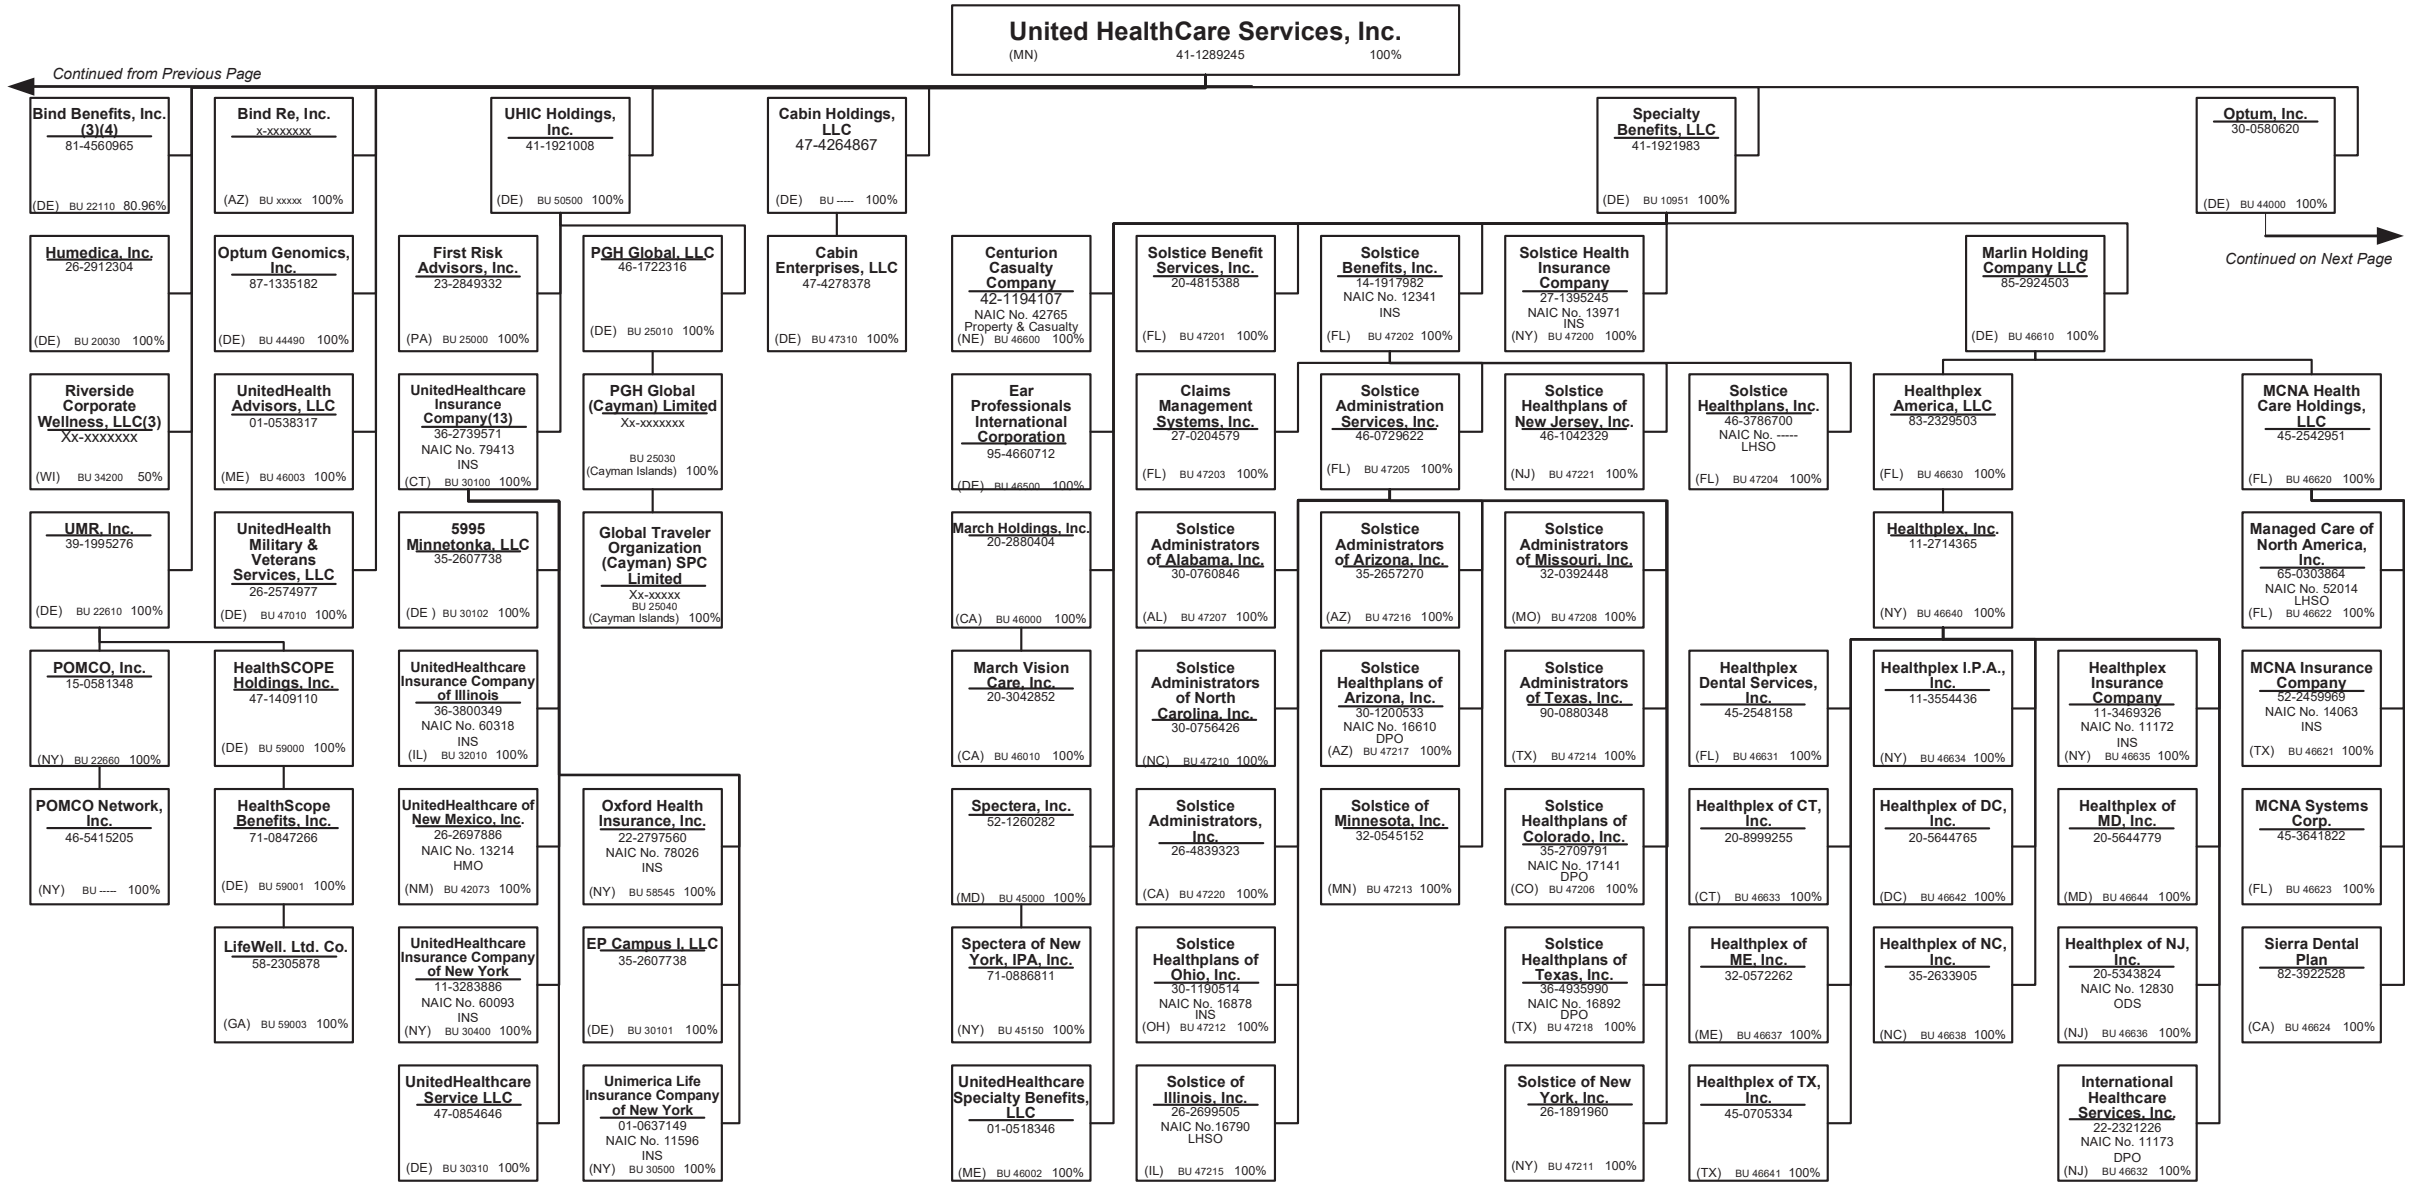 United HealthCare Services, Inc.
(MN) 41-1289245 100%
Continued from Previous Page
Bind Benefits, Inc.
(3)(4)
81-4560965
(DE) BU 22110 80.96%
Bind Re, Inc.
x-xxxxxxx
(AZ) BU xxxxx 100%
UHIC Holdings,
Inc.
41-1921008
(DE) BU 50500 100%
Cabin Holdings,
LLC
47-4264867
(DE) BU ----- 100%
Specialty
Benefits, LLC
41-1921983
(DE) BU 10951 100%
Optum, Inc.
30-0580620
(DE) BU 44000 100%
Continued on Next Page
Humedica, Inc.
26-2912304
(DE) BU 20030 100%
Optum Genomics,
Inc.
87-1335182
(DE) BU 44490 100%
First Risk
Advisors, Inc.
23-2849332
(PA) BU 25000 100%
PGH Global, LLC
46-1722316
(DE) BU 25010 100%
Cabin
Enterprises, LLC
47-4278378
(DE) BU 47310 100%
Centurion
Casualty
Company
42-1194107
NAIC No. 42765
Property & Casualty
(NE) BU 46600 100%
Solstice Benefit
Services, Inc.
20-4815388
(FL) BU 47201 100%
Solstice
Benefits, Inc.
14-1917982
NAIC No. 12341
INS
(FL) BU 47202 100%
Solstice Health
Insurance
Company
27-1395245
NAIC No. 13971
INS
(NY) BU 47200 100%
Marlin Holding
Company LLC
85-2924503
(DE) BU 46610 100%
Riverside
Corporate
Wellness, LLC(3)
Xx-xxxxxxx
(WI) BU 34200 50%
UnitedHealth
Advisors, LLC
01-0538317
(ME) BU 46003 100%
UnitedHealthcare
Insurance
Company(13)
36-2739571
NAIC No. 79413
INS
(CT) BU 30100 100%
PGH Global
(Cayman) Limited
Xx-xxxxxxx
BU 25030
(Cayman Islands) 100%
Ear
Professionals
International
Corporation
95-4660712
(DE) BU 46500 100%
Claims
Management
Systems, Inc.
27-0204579
(FL) BU 47203 100%
Solstice
Administration
Services, Inc.
46-0729622
(FL) BU 47205 100%
Solstice
Healthplans of
New Jersey, Inc.
46-1042329
(NJ) BU 47221 100%
Solstice
Healthplans, Inc.
46-3786700
NAIC No. -----
LHSO
(FL) BU 47204 100%
Healthplex
America, LLC
83-2329503
(FL) BU 46630 100%
MCNA Health
Care Holdings,
LLC
45-2542951
(FL) BU 46620 100%
UMR, Inc.
39-1995276
(DE) BU 22610 100%
UnitedHealth
Military &
Veterans
Services, LLC
26-2574977
(DE) BU 47010 100%
5995
Minnetonka, LLC
35-2607738
(DE ) BU 30102 100%
Global Traveler
Organization
(Cayman) SPC
Limited
Xx-xxxxx
BU 25040
(Cayman Islands) 100%
March Holdings, Inc.
20-2880404
(CA) BU 46000 100%
Solstice
Administrators
of Alabama, Inc.
30-0760846
(AL) BU 47207 100%
Solstice
Administrators
of Arizona, Inc.
35-2657270
(AZ) BU 47216 100%
Solstice
Administrators
of Missouri, Inc.
32-0392448
(MO) BU 47208 100%
Healthplex, Inc.
11-2714365
(NY) BU 46640 100%
Managed Care of
North America,
Inc.
65-0303864
NAIC No. 52014
LHSO
(FL) BU 46622 100%
POMCO, Inc.
15-0581348
(NY) BU 22660 100%
HealthSCOPE
Holdings, Inc.
47-1409110
(DE) BU 59000 100%
UnitedHealthcare
Insurance Company
of Illinois
36-3800349
NAIC No. 60318
INS
(IL) BU 32010 100%
March Vision
Care, Inc.
20-3042852
(CA) BU 46010 100%
Solstice
Administrators
of North
Carolina, Inc.
30-0756426
(NC) BU 47210 100%
Solstice
Healthplans of
Arizona, Inc.
30-1200533
NAIC No. 16610
DPO
(AZ) BU 47217 100%
Solstice
Administrators
of Texas, Inc.
90-0880348
(TX) BU 47214 100%
Healthplex
Dental Services,
Inc.
45-2548158
(FL) BU 46631 100%
Healthplex I.P.A.,
Inc.
11-3554436
(NY) BU 46634 100%
Healthplex
Insurance
Company
11-3469326
NAIC No. 11172
INS
(NY) BU 46635 100%
MCNA Insurance
Company
52-2459969
NAIC No. 14063
INS
(TX) BU 46621 100%
POMCO Network,
Inc.
46-5415205
(NY) BU ----- 100%
HealthScope
Benefits, Inc.
71-0847266
(DE) BU 59001 100%
UnitedHealthcare of
New Mexico, Inc.
26-2697886
NAIC No. 13214
HMO
(NM) BU 42073 100%
Oxford Health
Insurance, Inc.
22-2797560
NAIC No. 78026
INS
(NY) BU 58545 100%
Spectera, Inc.
52-1260282
(MD) BU 45000 100%
Solstice
Administrators,
Inc.
26-4839323
(CA) BU 47220 100%
Solstice of
Minnesota, Inc.
32-0545152
(MN) BU 47213 100%
Solstice
Healthplans of
Colorado, Inc.
35-2709791
NAIC No. 17141
DPO
(CO) BU 47206 100%
Healthplex of CT,
Inc.
20-8999255
(CT) BU 46633 100%
Healthplex of DC,
Inc.
20-5644765
(DC) BU 46642 100%
Healthplex of
MD, Inc.
20-5644779
(MD) BU 46644 100%
MCNA Systems
Corp.
45-3641822
(FL) BU 46623 100%
LifeWell. Ltd. Co.
58-2305878
(GA) BU 59003 100%
UnitedHealthcare
Insurance Company
of New York
11-3283886
NAIC No. 60093
INS
(NY) BU 30400 100%
EP Campus I, LLC
35-2607738
(DE) BU 30101 100%
Spectera of New
York, IPA, Inc.
71-0886811
(NY) BU 45150 100%
Solstice
Healthplans of
Ohio, Inc.
30-1190514
NAIC No. 16878
INS
(OH) BU 47212 100%
Solstice
Healthplans of
Texas, Inc.
36-4935990
NAIC No. 16892
DPO
(TX) BU 47218 100%
Healthplex of
ME, Inc.
32-0572262
(ME) BU 46637 100%
Healthplex of NC,
Inc.
35-2633905
(NC) BU 46638 100%
Healthplex of NJ,
Inc.
20-5343824
NAIC No. 12830
ODS
(NJ) BU 46636 100%
Sierra Dental
Plan
82-3922528
(CA) BU 46624 100%
UnitedHealthcare
Service LLC
47-0854646
(DE) BU 30310 100%
Unimerica Life
Insurance Company
of New York
01-0637149
NAIC No. 11596
INS
(NY) BU 30500 100%
UnitedHealthcare
Specialty Benefits,
LLC
01-0518346
(ME) BU 46002 100%
Solstice of
Illinois, Inc.
26-2699505
NAIC No.16790
LHSO
(IL) BU 47215 100%
Solstice of New
York, Inc.
26-1891960
(NY) BU 47211 100%
Healthplex of TX,
Inc.
45-0705334
(TX) BU 46641 100%
International
Healthcare
Services, Inc.
22-2321226
NAIC No. 11173
DPO
(NJ) BU 46632 100%